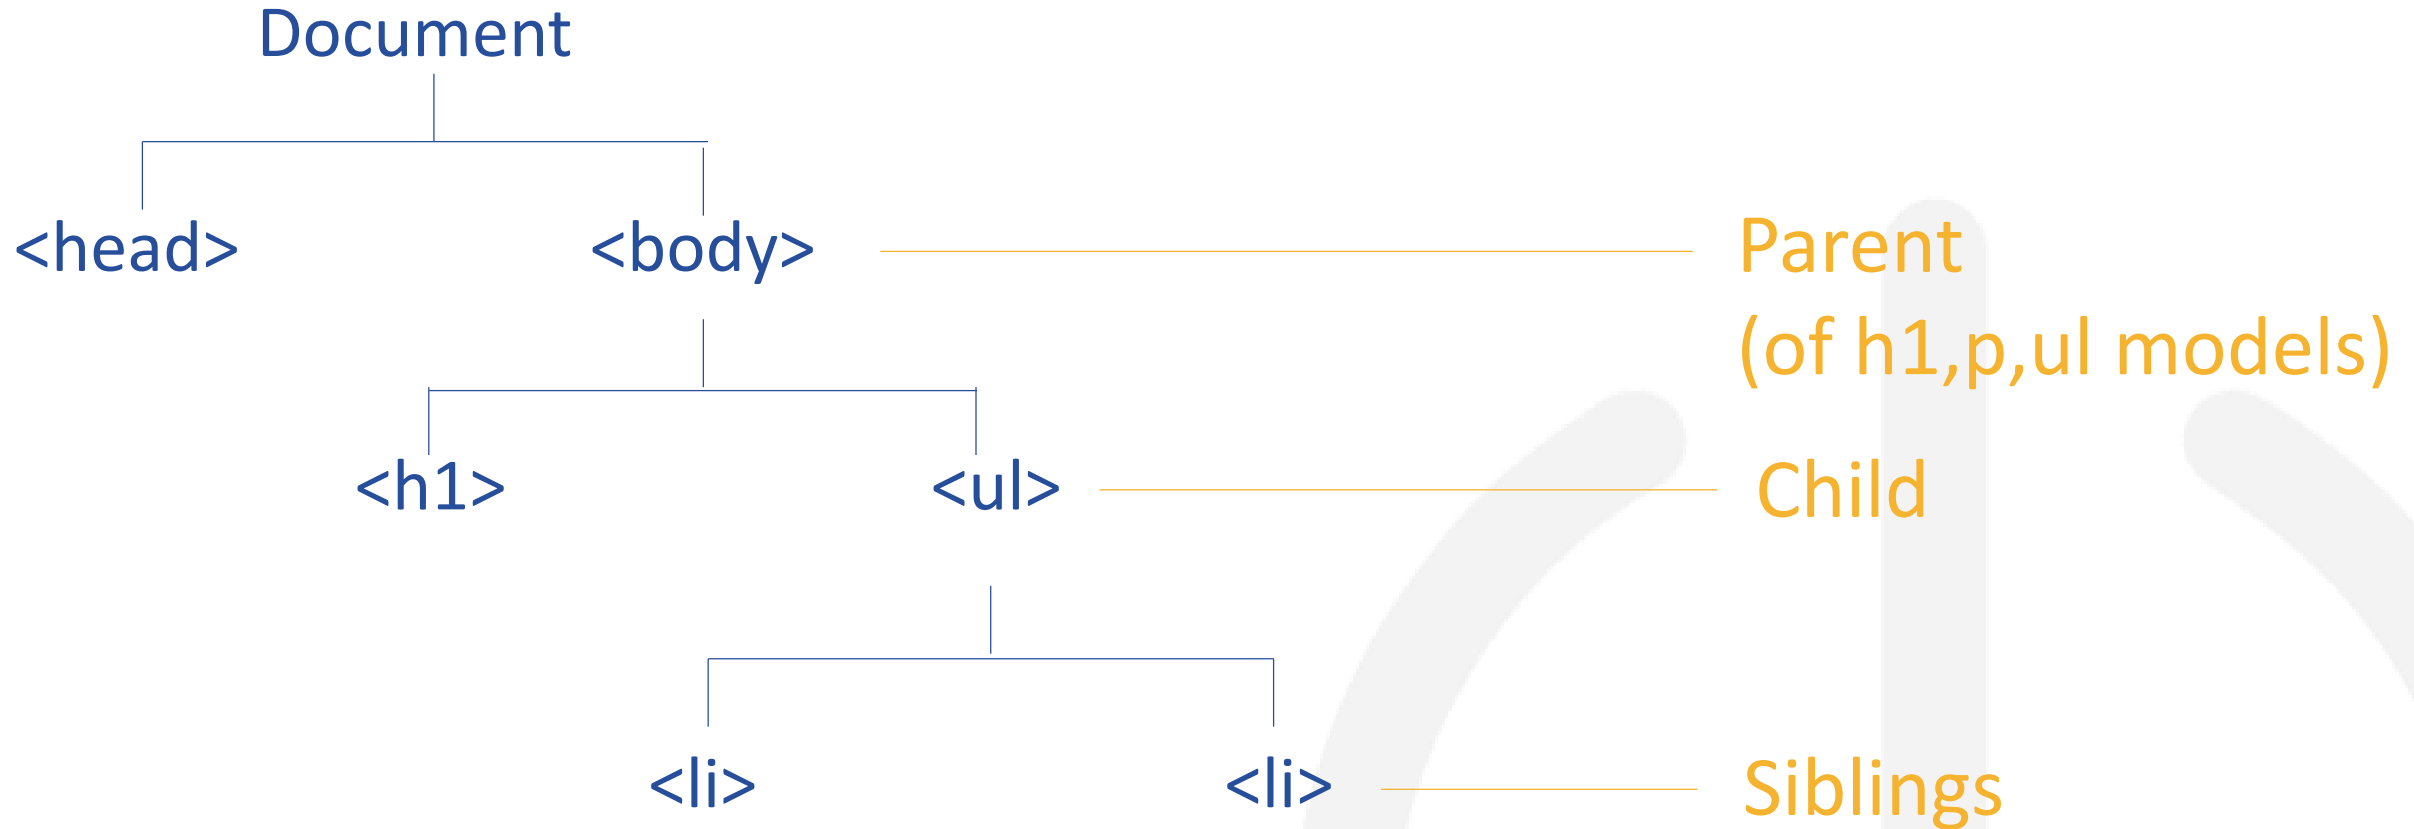 Document
<head>
<body>
Parent
(of h1,p,ul models)
<h1>
<ul>
Child
<li>
<li>
Siblings